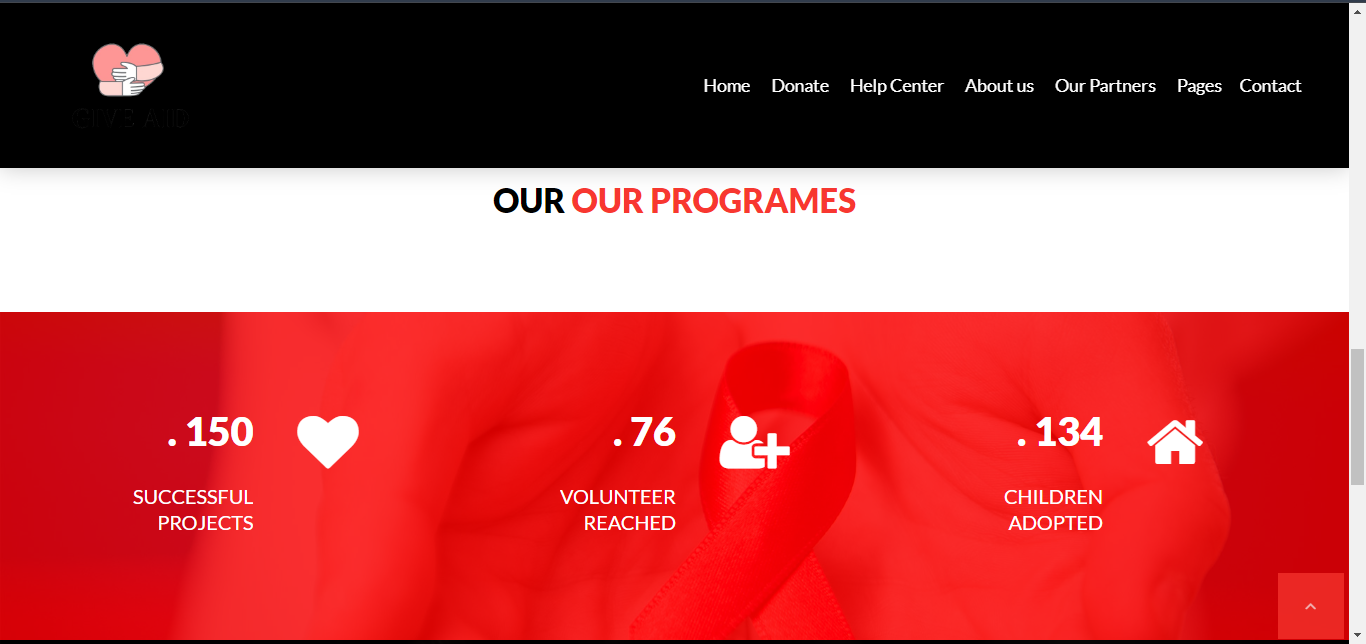 GIVE AID
Home Donate Help Center About us Our Partners Pages Contact
OUR OUR PROGRAMES
. 150
SUCCESSFUL
PROJECTS
. 76
VOLUNTEER
REACHED
. 134
CHILDREN
ADOPTED